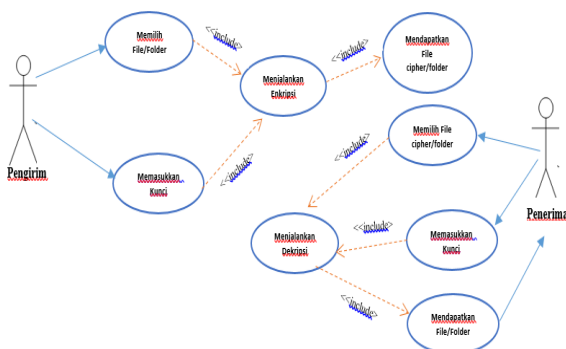 Memilih
File/Folder
<<include>
Menjalankan
Enkripsi
<<include>
Mendapatkan
File
cipher/folder
Pengirim
Memasukkan
Kunci
<<include>
Memilih File
cipher/folder
<<include>
Penerima
Menjalankan
Dekripsi
<<include>
Memasukkan
Kunci
<<include>
Mendapatkan
File/Folder